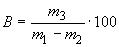 B = m₃ / (m₁ − m₂) · 100